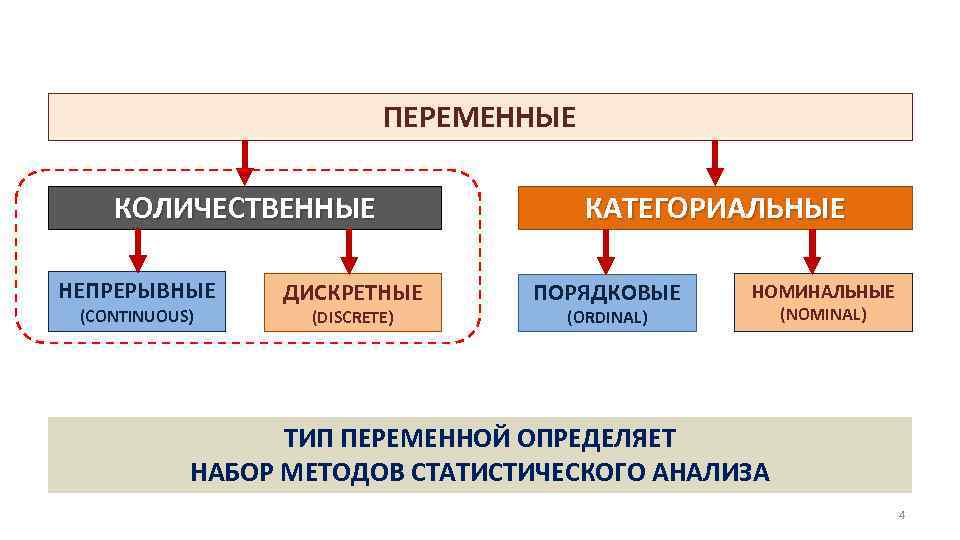 ПЕРЕМЕННЫЕ
КОЛИЧЕСТВЕННЫЕ
КАТЕГОРИАЛЬНЫЕ
НЕПРЕРЫВНЫЕ
(CONTINUOUS)
ДИСКРЕТНЫЕ
(DISCRETE)
ПОРЯДКОВЫЕ
(ORDINAL)
НОМИНАЛЬНЫЕ
(NOMINAL)
ТИП ПЕРЕМЕННОЙ ОПРЕДЕЛЯЕТ
НАБОР МЕТОДОВ СТАТИСТИЧЕСКОГО АНАЛИЗА
4